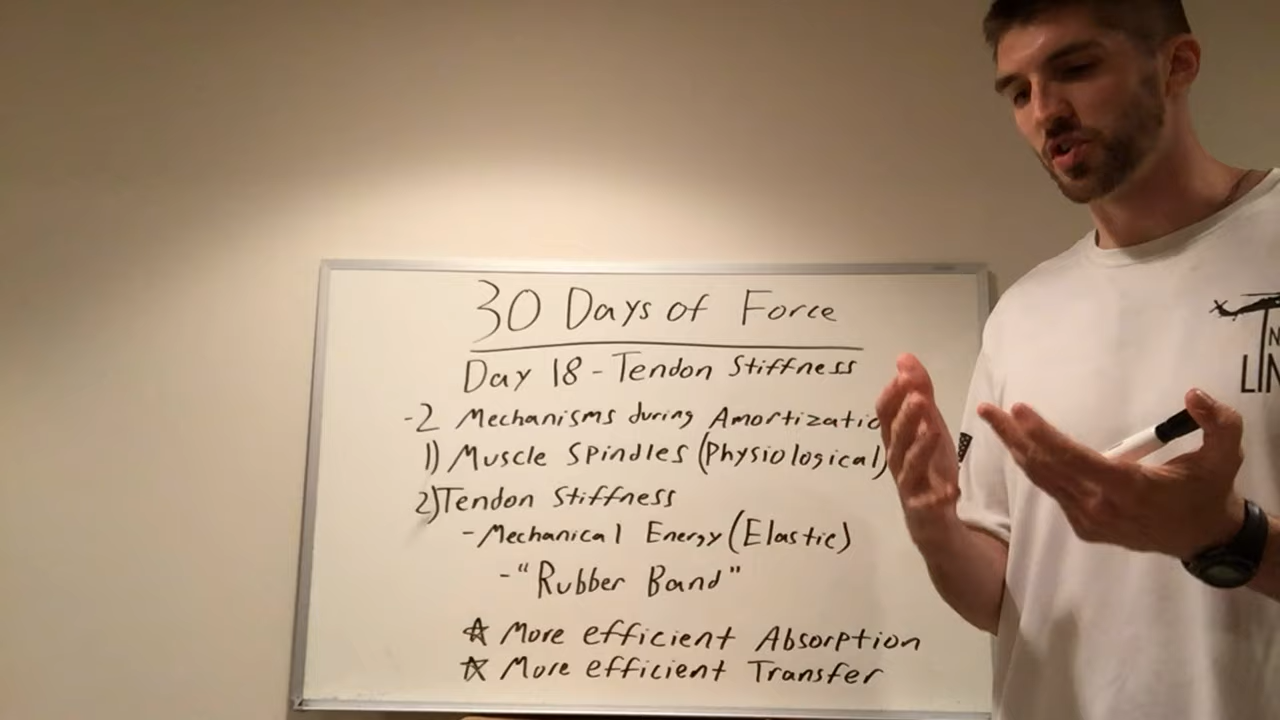 30 Days of Force
Day 18 - Tendon Stiffness
-2 Mechanisms during Amortizatio
1) Muscle Spindles (Physiological)
2) Tendon Stiffness
- Mechanical Energy (Elastic)
- "Rubber Band"
☆ More efficient Absorption
☆ More efficient Transfer